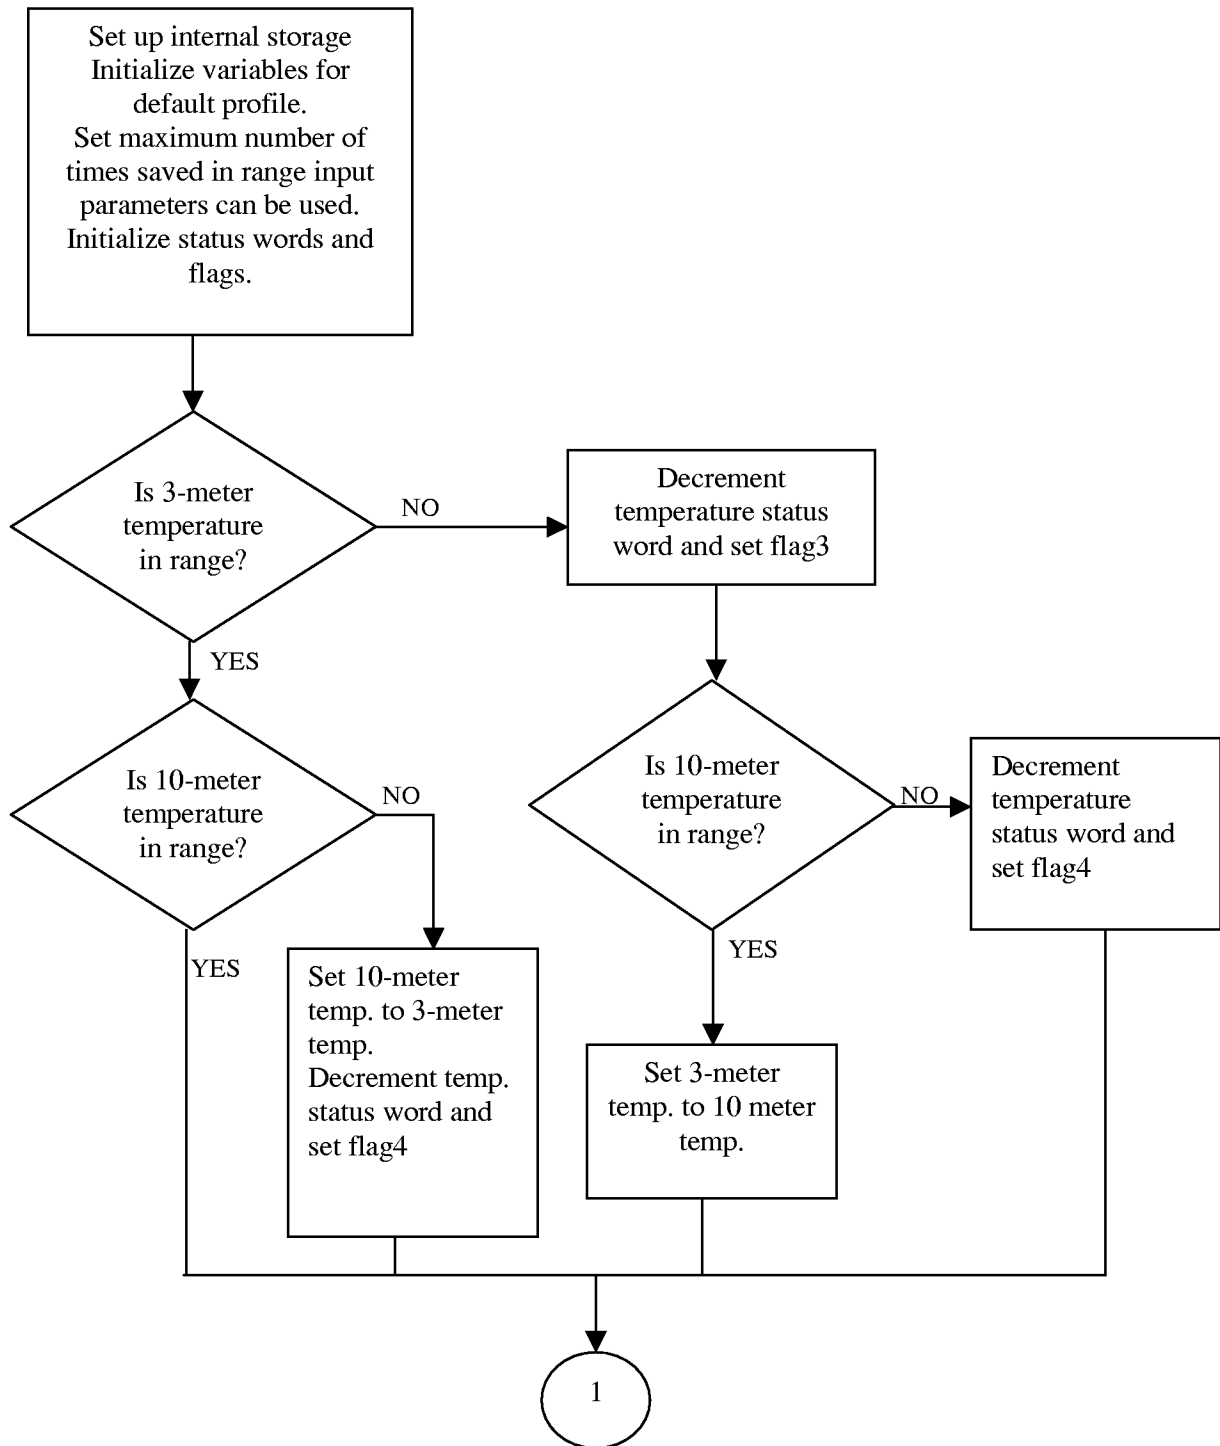 Set up internal storage
Initialize variables for
default profile.
Set maximum number of
times saved in range input
parameters can be used.
Initialize status words and
flags.
Is 3-meter
temperature
in range?
NO
Decrement
temperature status
word and set flag3
YES
Is 10-meter
temperature
in range?
NO
Is 10-meter
temperature
in range?
NO
Decrement
temperature
status word and
set flag4
YES
Set 10-meter
temp. to 3-meter
temp.
Decrement temp.
status word and
set flag4
YES
Set 3-meter
temp. to 10 meter
temp.
1